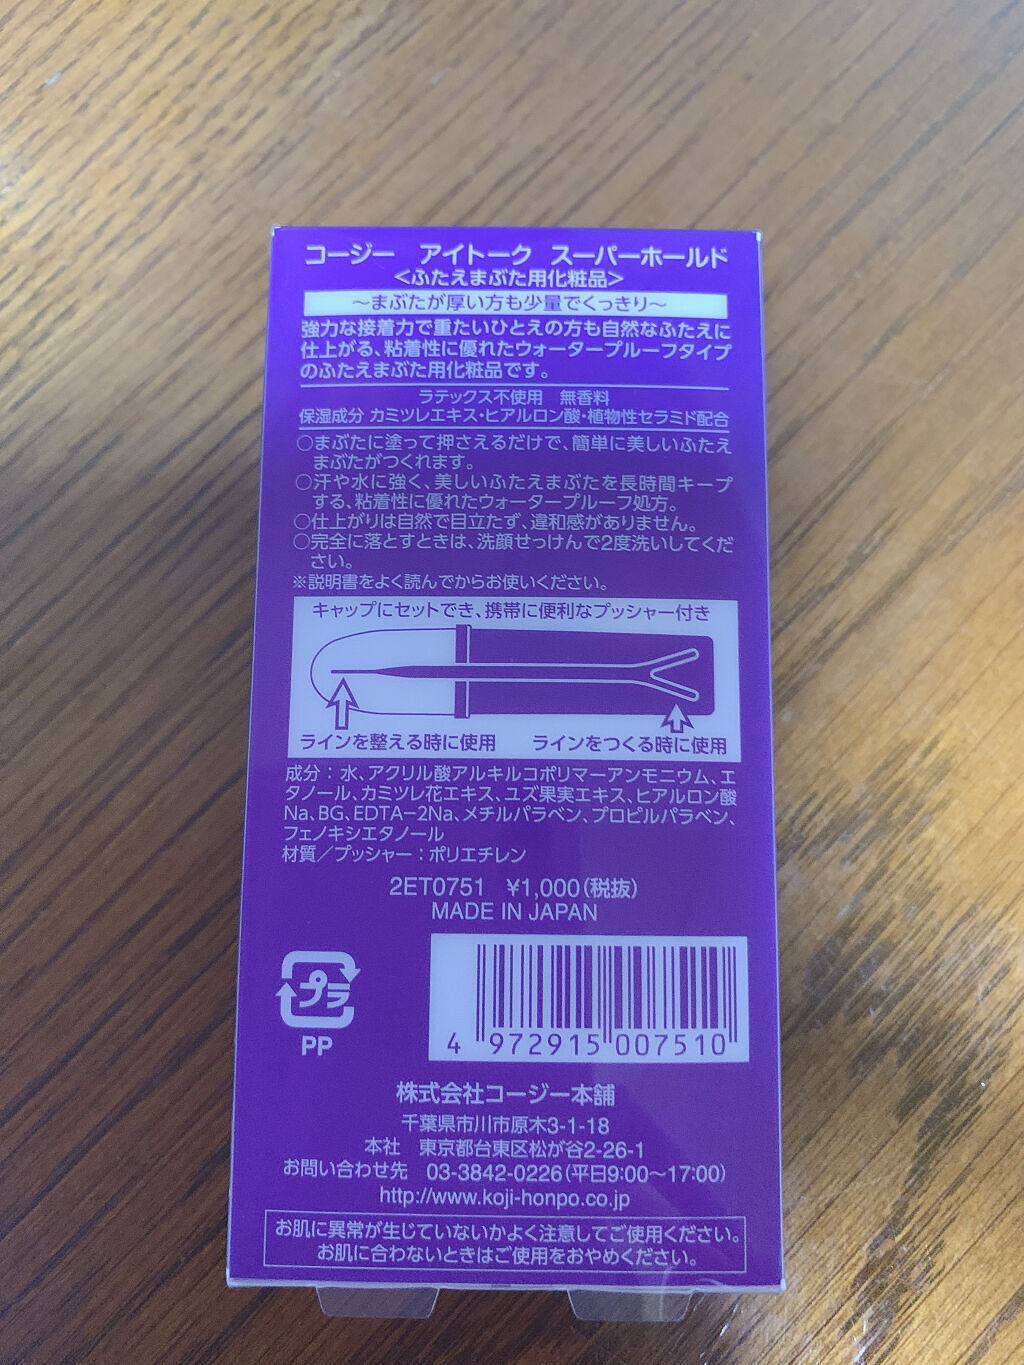 コージー　アイトーク　スーパーホールド
<ふたえまぶた用化粧品>
～まぶたが厚い方も少量でくっきり～
強力な接着力で重たいひとえの方も自然なふたえに
仕上がる、粘着性に優れたウォータープルーフタイプ
のふたえまぶた用化粧品です。
ラテックス不使用　無香料
保湿成分 カミツレエキス・ヒアルロン酸・植物性セラミド配合
○まぶたに塗って押さえるだけで、簡単に美しいふたえ
まぶたがつくれます。
○汗や水に強く、美しいふたえまぶたを長時間キープ
する、粘着性に優れたウォータープルーフ処方。
○仕上がりは自然で目立たず、違和感がありません。
○完全に落とすときは、洗顔せっけんで2度洗いしてくだ
さい。
※説明書をよく読んでからお使いください。
キャップにセットでき、携帯に便利なプッシャー付き
ラインを整える時に使用　ラインをつくる時に使用
成分：水、アクリル酸アルキルコポリマーアンモニウム、エ
タノール、カミツレ花エキス、ユズ果実エキス、ヒアルロン酸
Na、BG、EDTA－2Na、メチルパラベン、プロピルパラベン、
フェノキシエタノール
材質／プッシャー：ポリエチレン
2ET0751　¥1,000（税抜）
MADE IN JAPAN
プラ
PP
4 972915 007510
株式会社コージー本舗
千葉県市川市原木3-1-18
本社　東京都台東区松が谷2-26-1
お問い合わせ先　03-3842-0226（平日9:00～17:00）
http://www.koji-honpo.co.jp
お肌に異常が生じていないかよく注意してご使用ください。
お肌に合わないときはご使用をおやめください。